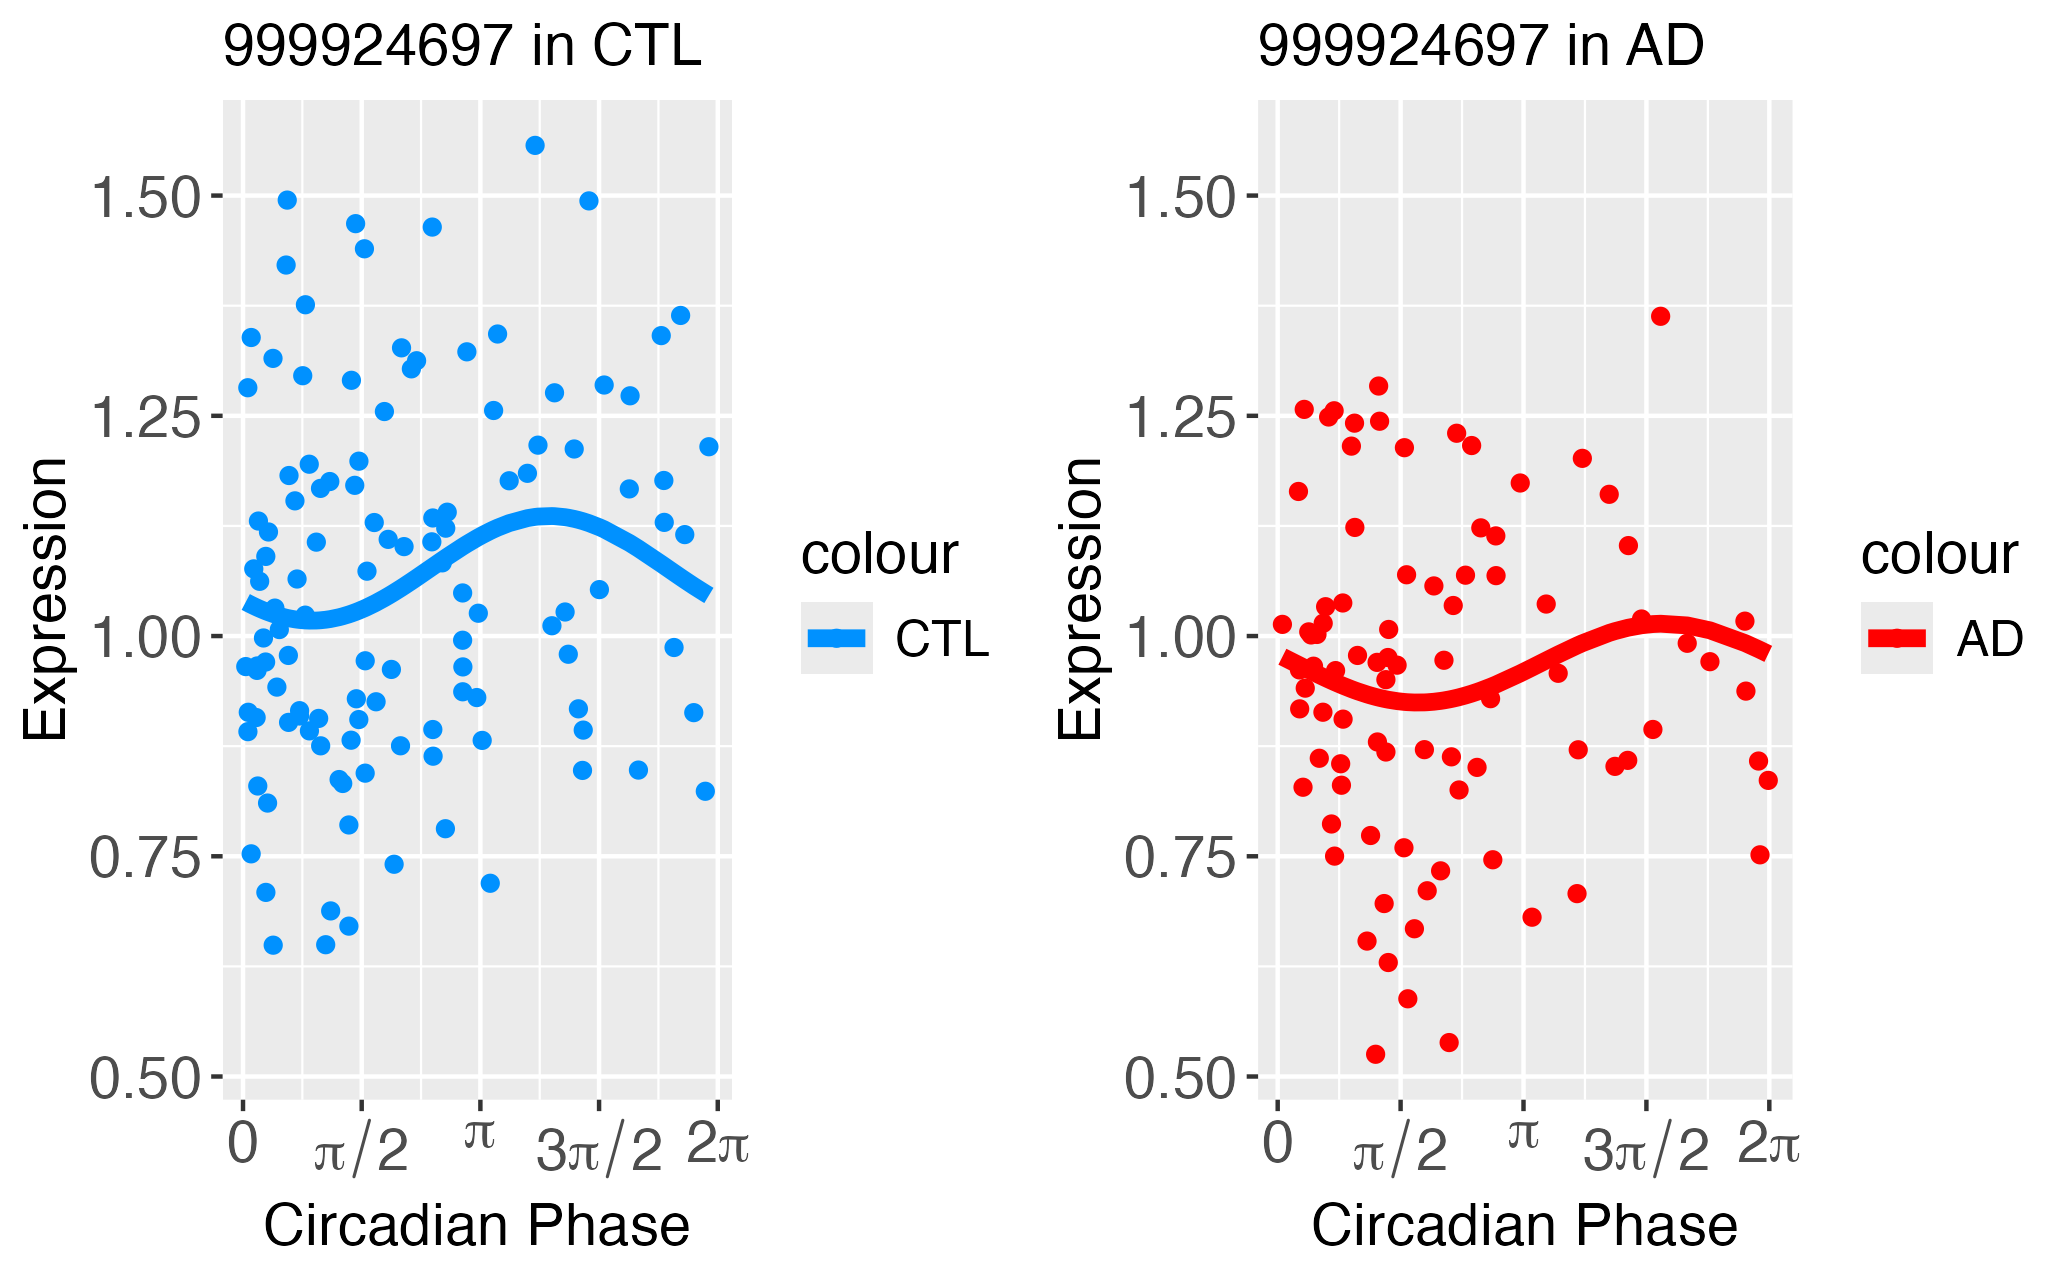 999924697 in CTL
Expression
1.50
1.25
1.00
0.75
0.50
0
π/2
π
3π/2
2π
Circadian Phase
colour
CTL
999924697 in AD
Expression
1.50
1.25
1.00
0.75
0.50
0
π/2
π
3π/2
2π
Circadian Phase
colour
AD